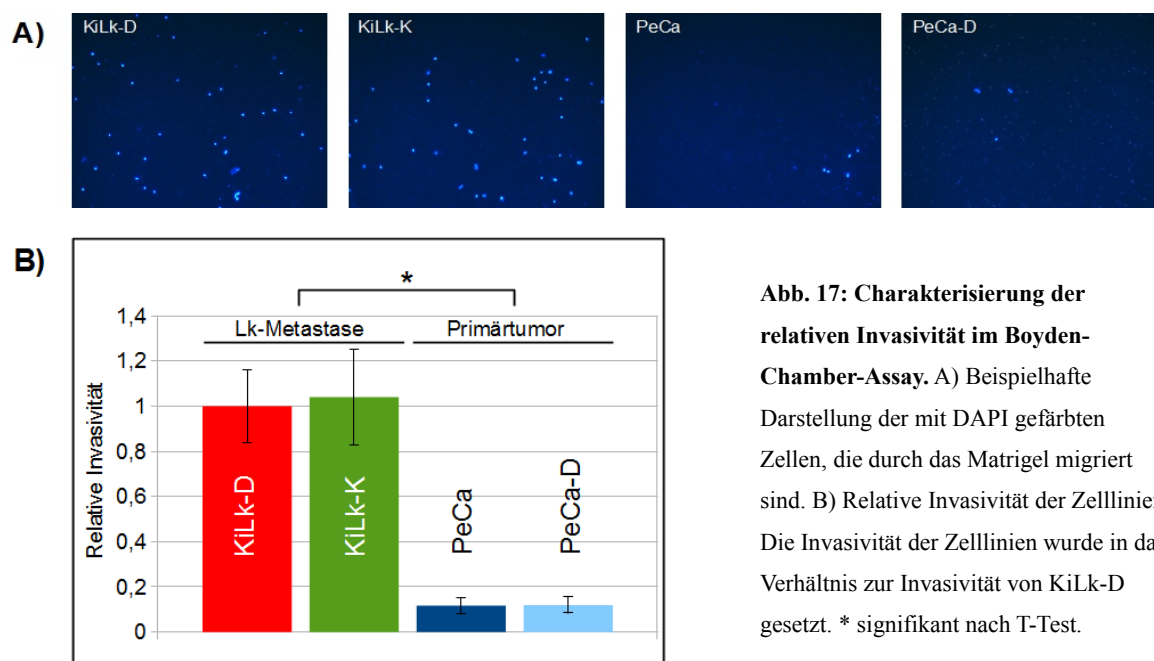 A)
KiLk-D
KiLk-K
PeCa
PeCa-D
B)
*
Lk-Metastase
Primärtumor
Relative Invasivität
1,4
1,2
1
0,8
0,6
0,4
0,2
0
KiLk-D
KiLk-K
PeCa
PeCa-D
Abb. 17: Charakterisierung der
relativen Invasivität im Boyden-
Chamber-Assay. A) Beispielhafte
Darstellung der mit DAPI gefärbten
Zellen, die durch das Matrigel migriert
sind. B) Relative Invasivität der
Die Invasivität der Zelllinien wurde in
Verhältnis zur Invasivität von KiLk-D
gesetzt. * signifikant nach T-Test.